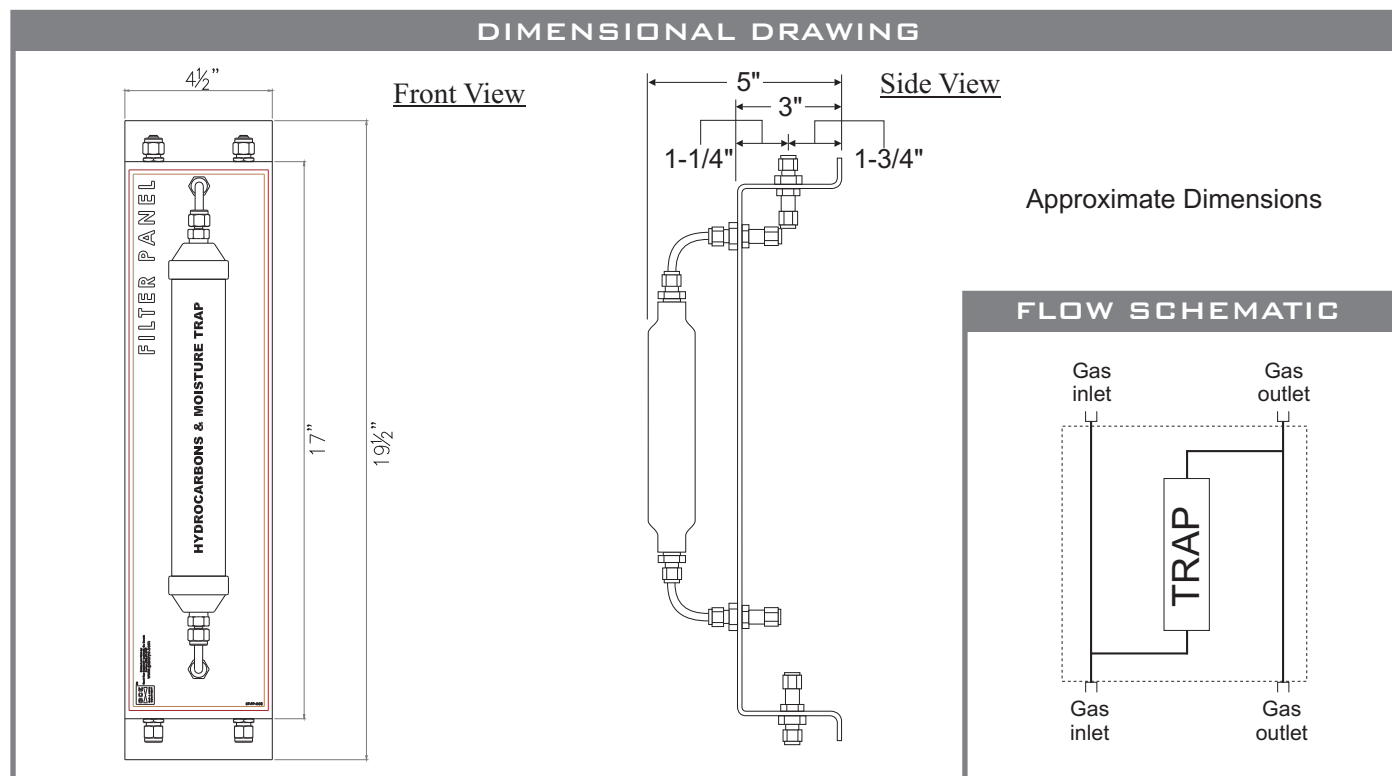 DIMENSIONAL DRAWING
4½"
Front View
FILTER PANEL
HYDROCARBONS & MOISTURE TRAP
17"
19½"
5"
3"
1-1/4"
1-3/4"
Side View
Approximate Dimensions
FLOW SCHEMATIC
Gas
inlet
Gas
outlet
TRAP
Gas
inlet
Gas
outlet